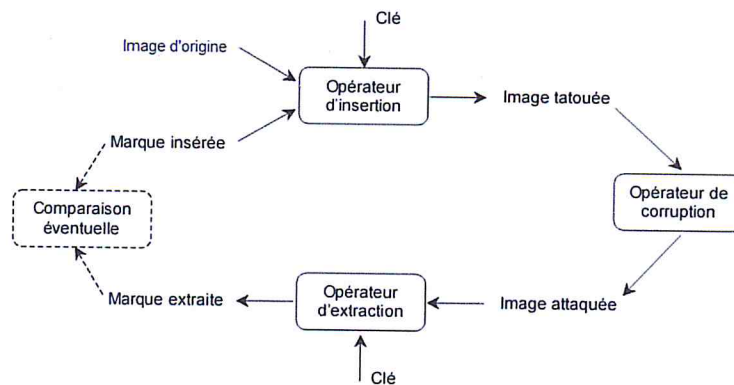 Clé
Image d'origine
Opérateur
d'insertion
Image tatouée
Marque insérée
Opérateur de
corruption
Comparaison
éventuelle
Opérateur
d'extraction
Marque extraite
Image attaquée
Clé